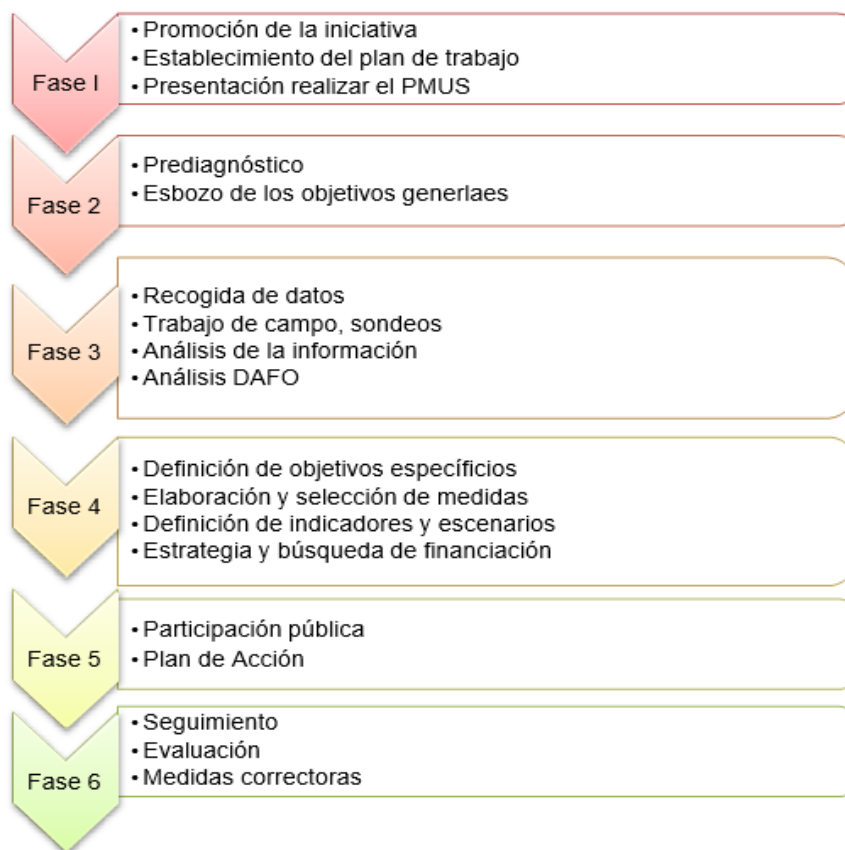 Fase I
• Promoción de la iniciativa
• Establecimiento del plan de trabajo
• Presentación realizar el PMUS
Fase 2
• Prediagnóstico
• Esbozo de los objetivos generlaes
Fase 3
• Recogida de datos
• Trabajo de campo, sondeos
• Análisis de la información
• Análisis DAFO
Fase 4
• Definición de objetivos específicios
• Elaboración y selección de medidas
• Definición de indicadores y escenarios
• Estrategia y búsqueda de financiación
Fase 5
• Participación pública
• Plan de Acción
Fase 6
• Seguimiento
• Evaluación
• Medidas correctoras